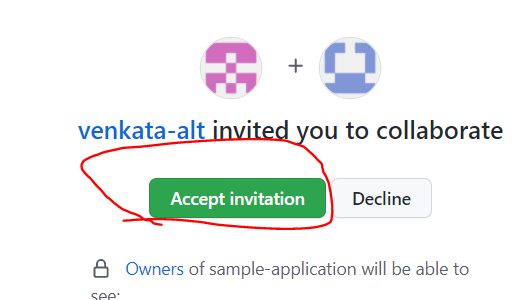 +
venkata-alt invited you to collaborate
Accept invitation
Decline
Owners of sample-application will be able to
see: